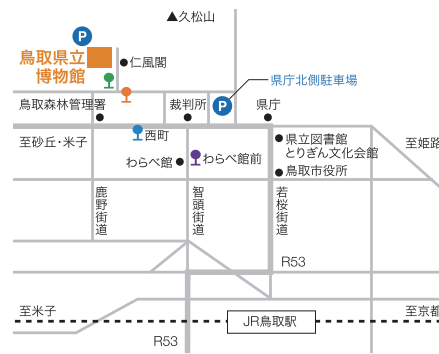 ▲久松山
P
鳥取県立
博物館
仁風閣
県庁北側駐車場
鳥取森林管理署
裁判所
P
県庁
至砂丘・米子
西町
県立図書館
とりぎん文化会館
至姫路
わらべ館
わらべ館前
鳥取市役所
鹿野街道
智頭街道
若桜街道
R53
至米子
JR鳥取駅
至京都
R53